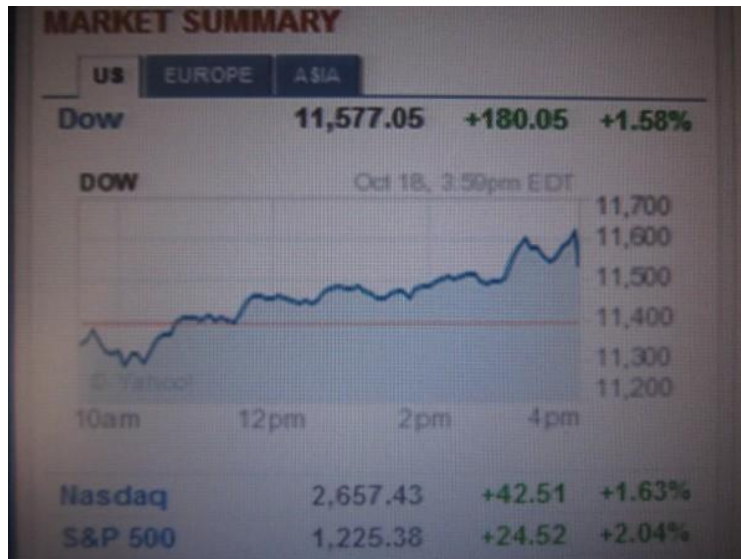 MARKET SUMMARY
US EUROPE ASIA
Dow 11,577.05 +180.05 +1.58%
DOW Oct 18, 3:59pm EDT
11,700
11,600
11,500
11,400
11,300
© Yahoo!
11,200
10am 12pm 2pm 4pm
Nasdaq 2,657.43 +42.51 +1.63%
S&P 500 1,225.38 +24.52 +2.04%